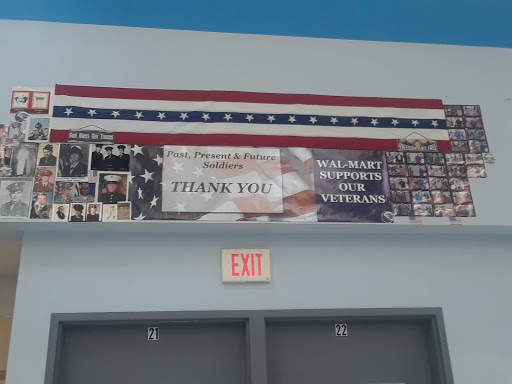 God Bless Our Troops
Past, Present & Future
Soldiers
THANK YOU
WAL-MART
SUPPORTS
OUR
VETERANS
EXIT
21
22